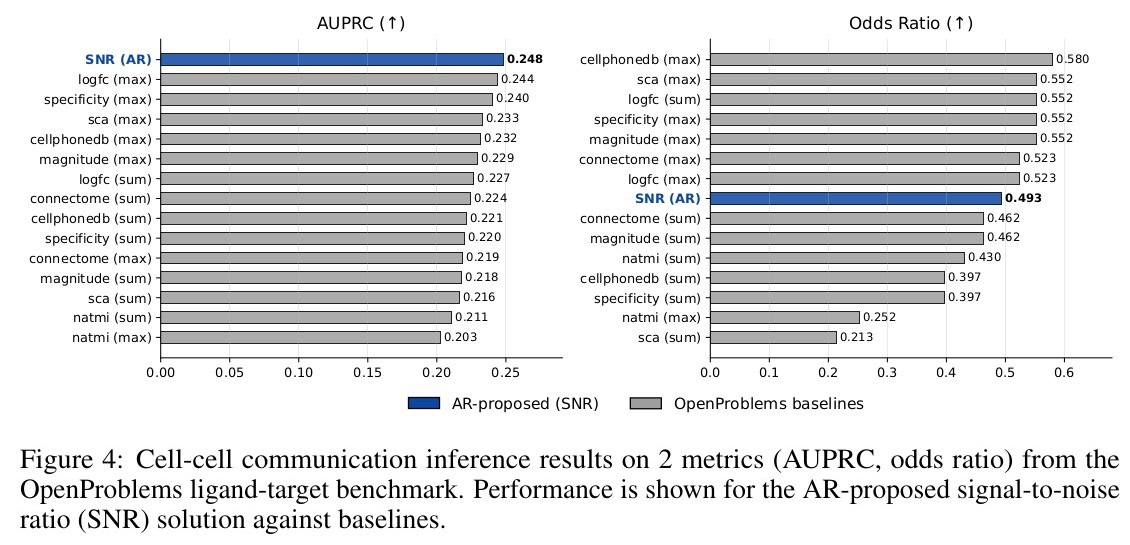 AUPRC (↑)
SNR (AR) 0.248
logfc (max) 0.244
specificity (max) 0.240
sca (max) 0.233
cellphonedb (max) 0.232
magnitude (max) 0.229
logfc (sum) 0.227
connectome (sum) 0.224
cellphonedb (sum) 0.221
specificity (sum) 0.220
connectome (max) 0.219
magnitude (sum) 0.218
sca (sum) 0.216
natmi (sum) 0.211
natmi (max) 0.203
0.00 0.05 0.10 0.15 0.20 0.25
Odds Ratio (↑)
cellphonedb (max) 0.580
sca (max) 0.552
logfc (sum) 0.552
specificity (max) 0.552
magnitude (max) 0.552
connectome (max) 0.523
logfc (max) 0.523
SNR (AR) 0.493
connectome (sum) 0.462
magnitude (sum) 0.462
natmi (sum) 0.430
cellphonedb (sum) 0.397
specificity (sum) 0.397
natmi (max) 0.252
sca (sum) 0.213
0.0 0.1 0.2 0.3 0.4 0.5 0.6
AR-proposed (SNR) OpenProblems baselines
Figure 4: Cell-cell communication inference results on 2 metrics (AUPRC, odds ratio) from the
OpenProblems ligand-target benchmark. Performance is shown for the AR-proposed signal-to-noise
ratio (SNR) solution against baselines.